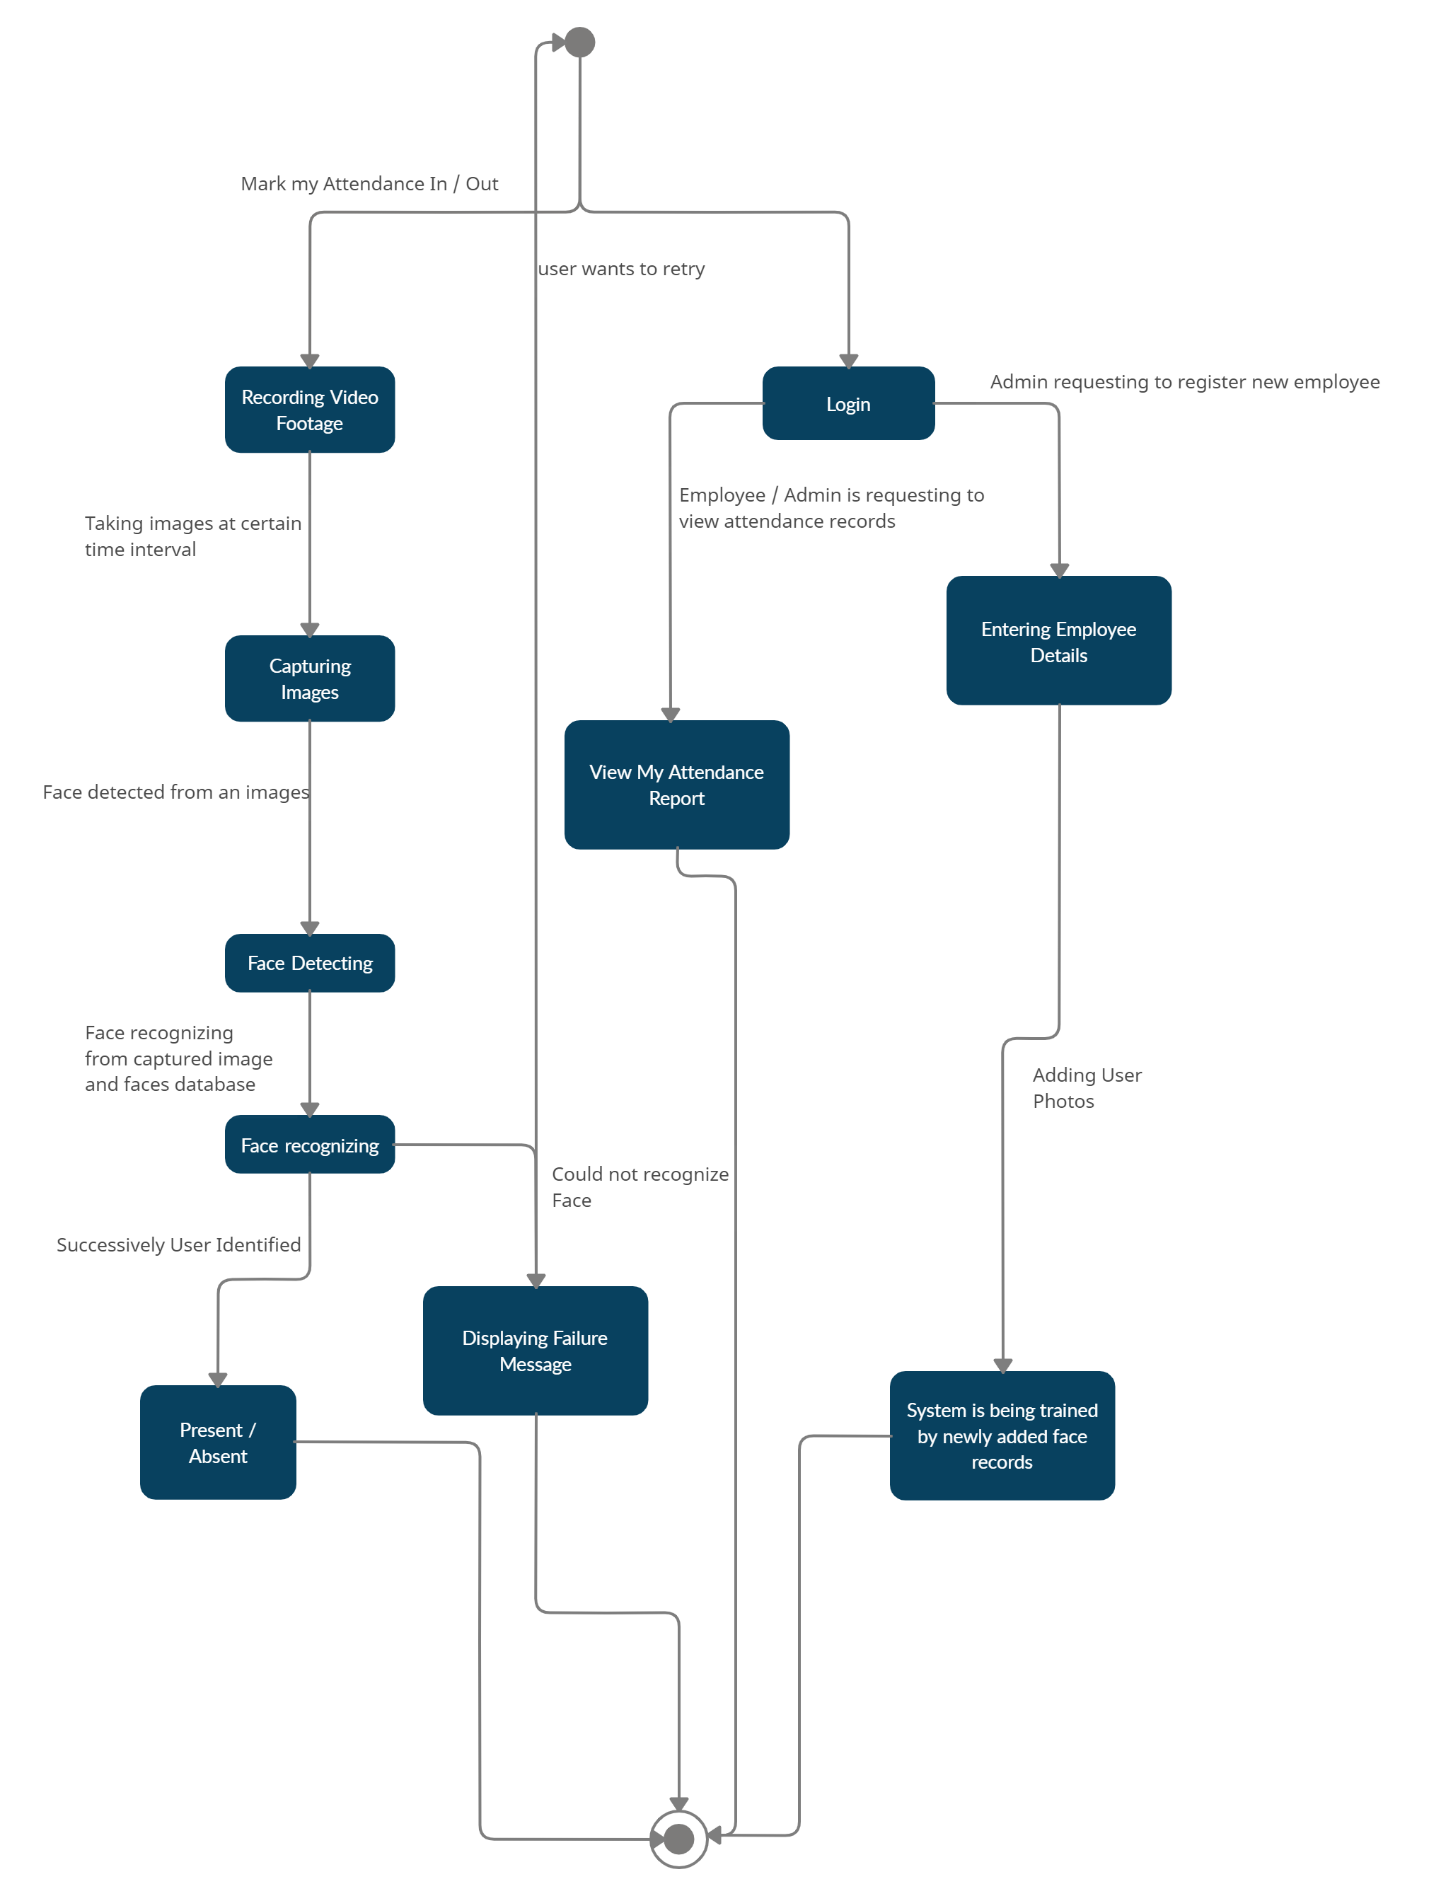 Mark my Attendance In / Out
user wants to retry
Recording Video
Footage
Login
Admin requesting to register new employee
Employee / Admin is requesting to
view attendance records
Taking images at certain
time interval
Entering Employee
Details
Capturing
Images
View My Attendance
Report
Face detected from an images
Face Detecting
Face recognizing
from captured image
and faces database
Adding User
Photos
Face recognizing
Could not recognize
Face
Successively User Identified
Displaying Failure
Message
Present /
Absent
System is being trained
by newly added face
records